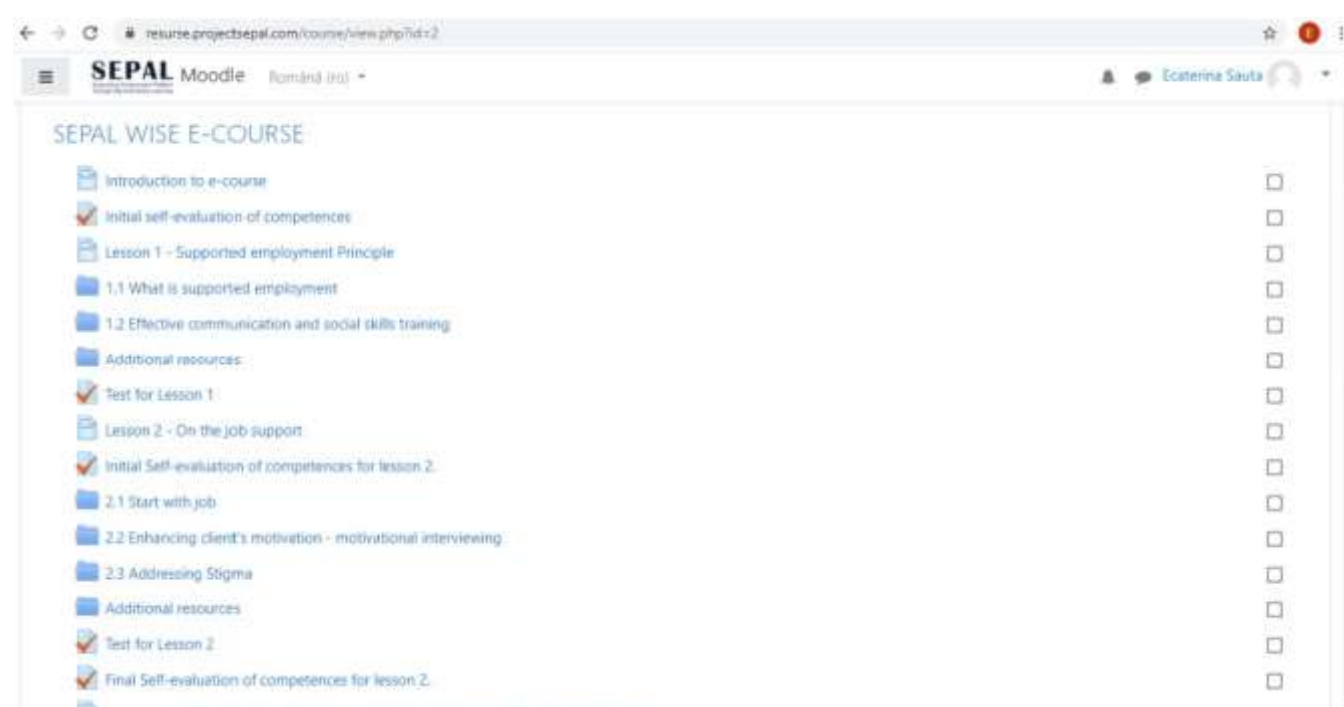 resurse.projectsepal.com/course/view.php?id=2
SEPAL Moodle Română (ro) Ecaterina Sauta
SEPAL WISE E-COURSE
Introduction to e-course
Initial self-evaluation of competences
Lesson 1 - Supported employment Principle
1.1 What is supported employment
1.2 Effective communication and social skills training
Additional resources
Test for Lesson 1
Lesson 2 - On the job support
Initial Self-evaluation of competences for lesson 2.
2.1 Start with job
2.2 Enhancing client's motivation - motivational interviewing
2.3 Addressing Stigma
Additional resources
Test for Lesson 2
Final Self-evaluation of competences for lesson 2.